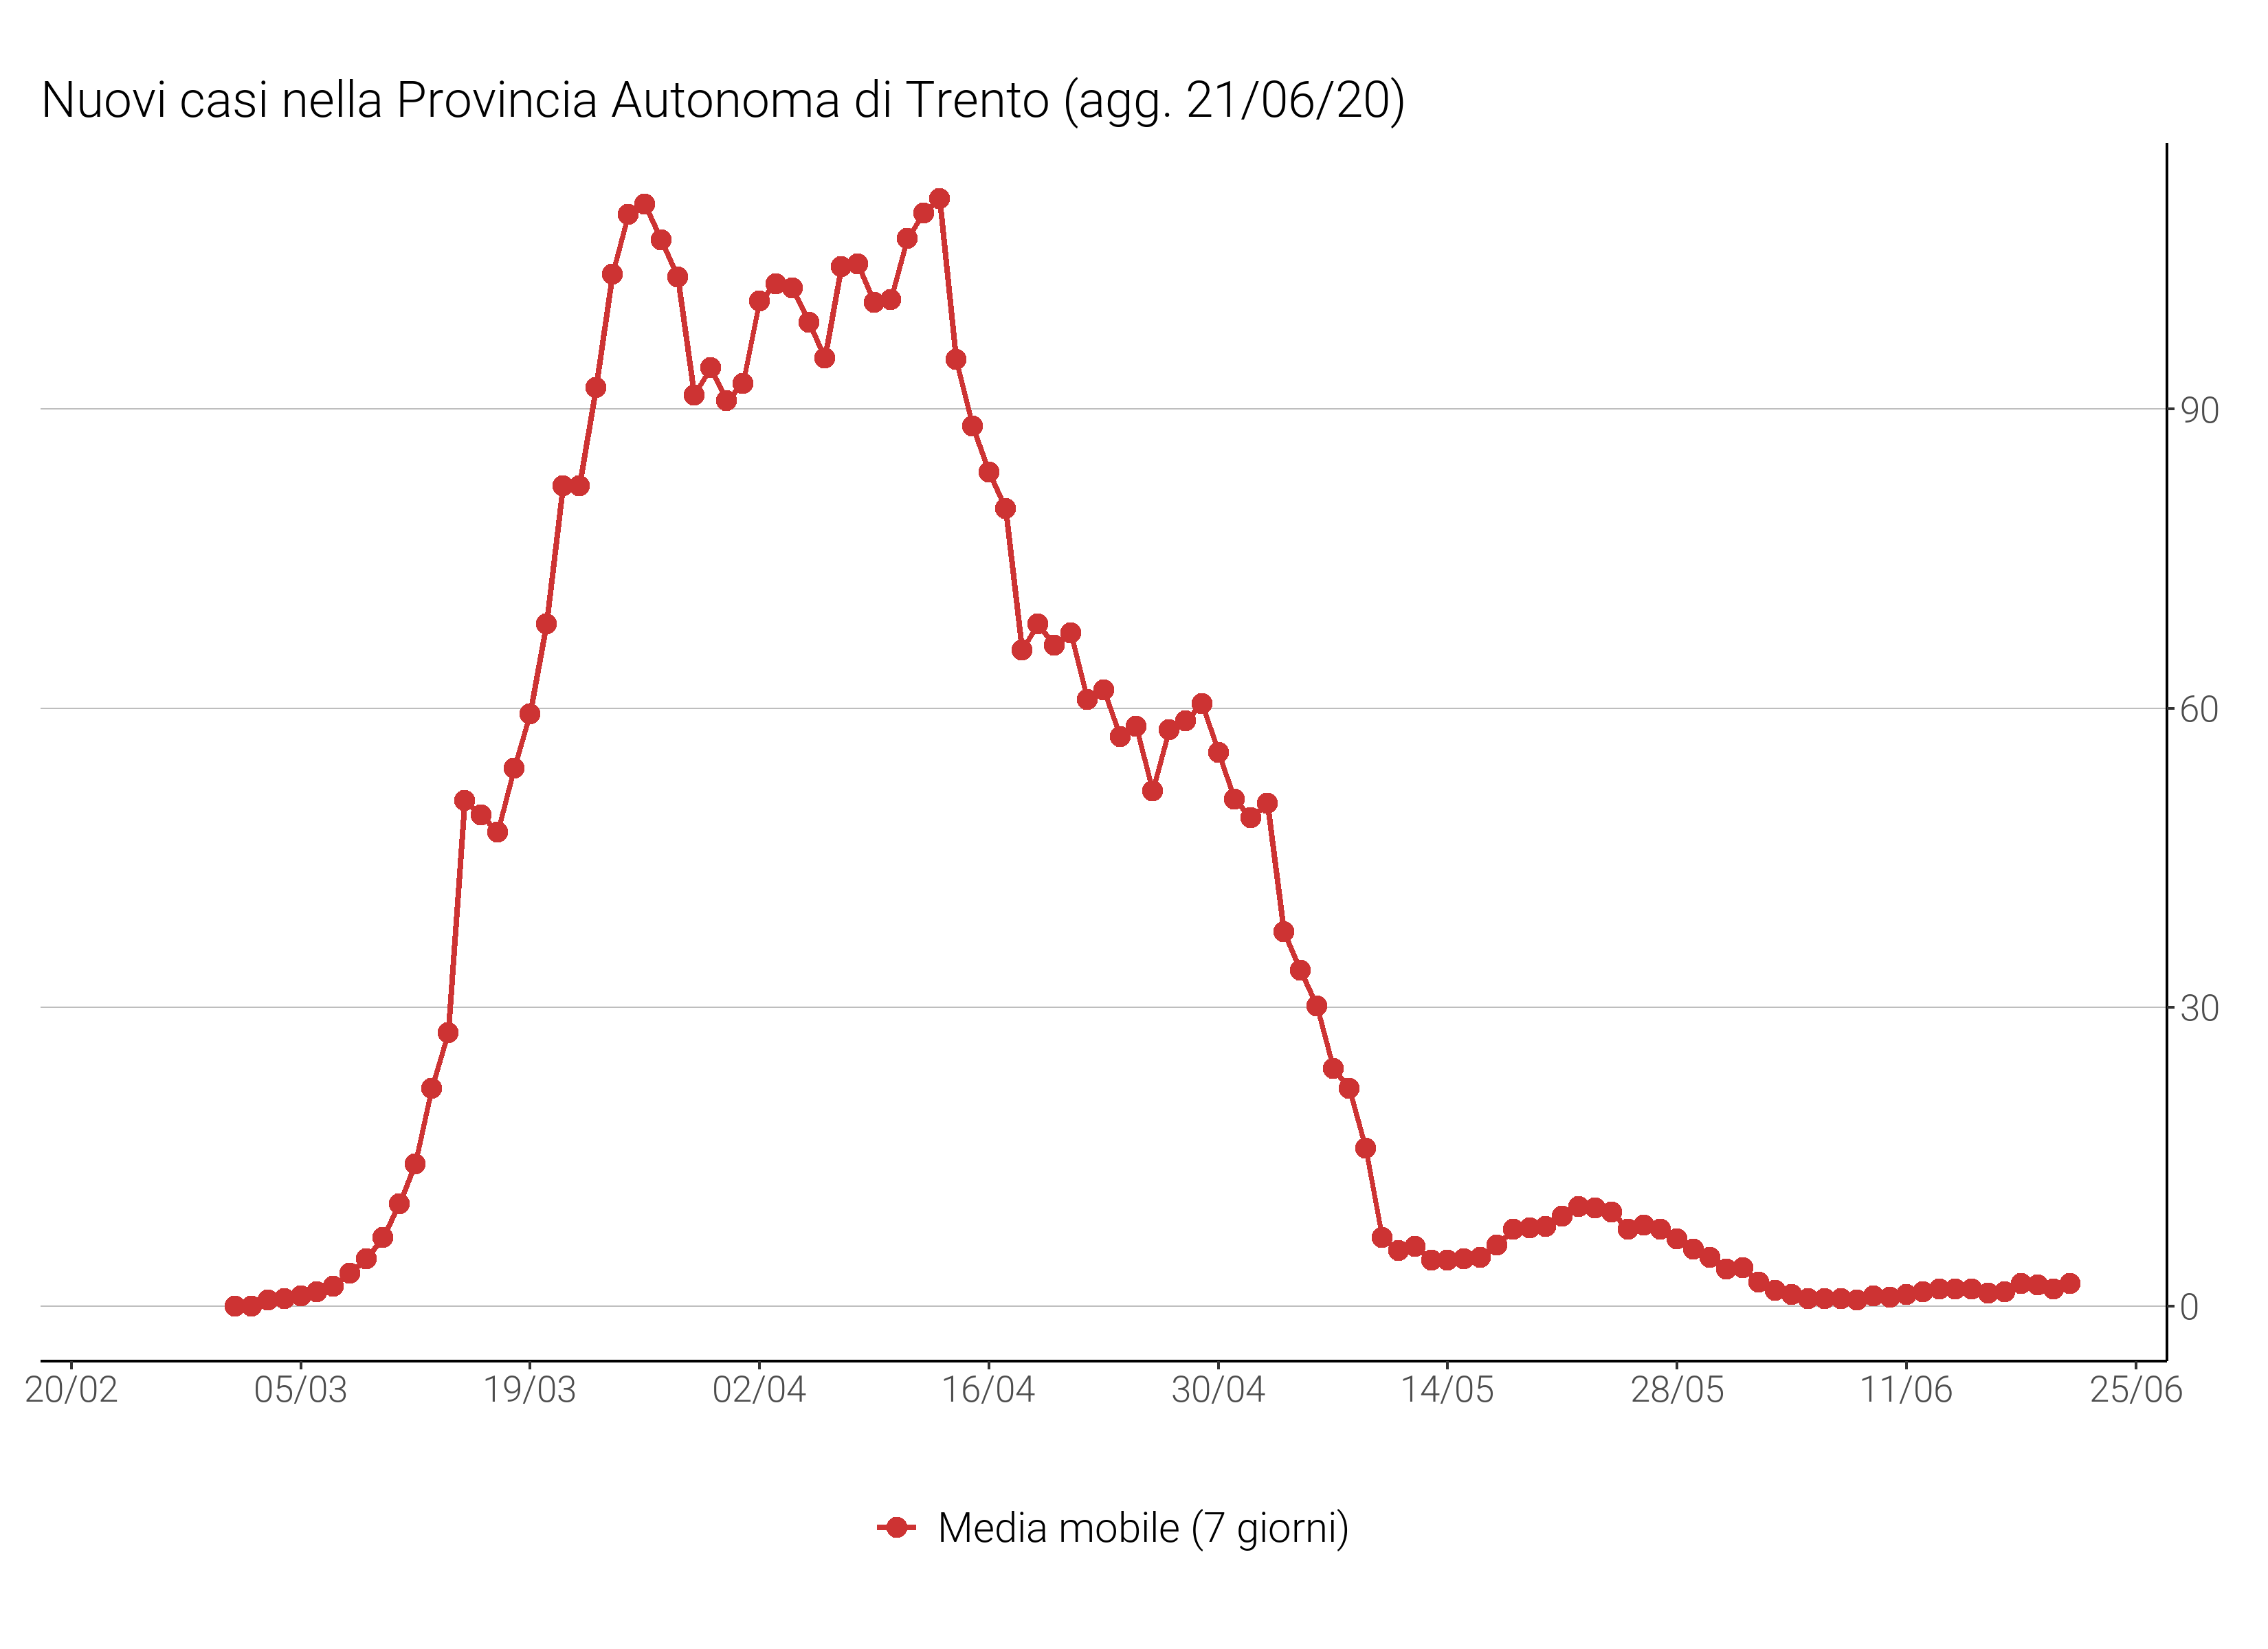 Nuovi casi nella Provincia Autonoma di Trento (agg. 21/06/20)
90
60
30
0
20/02 05/03 19/03 02/04 16/04 30/04 14/05 28/05 11/06 25/06
Media mobile (7 giorni)